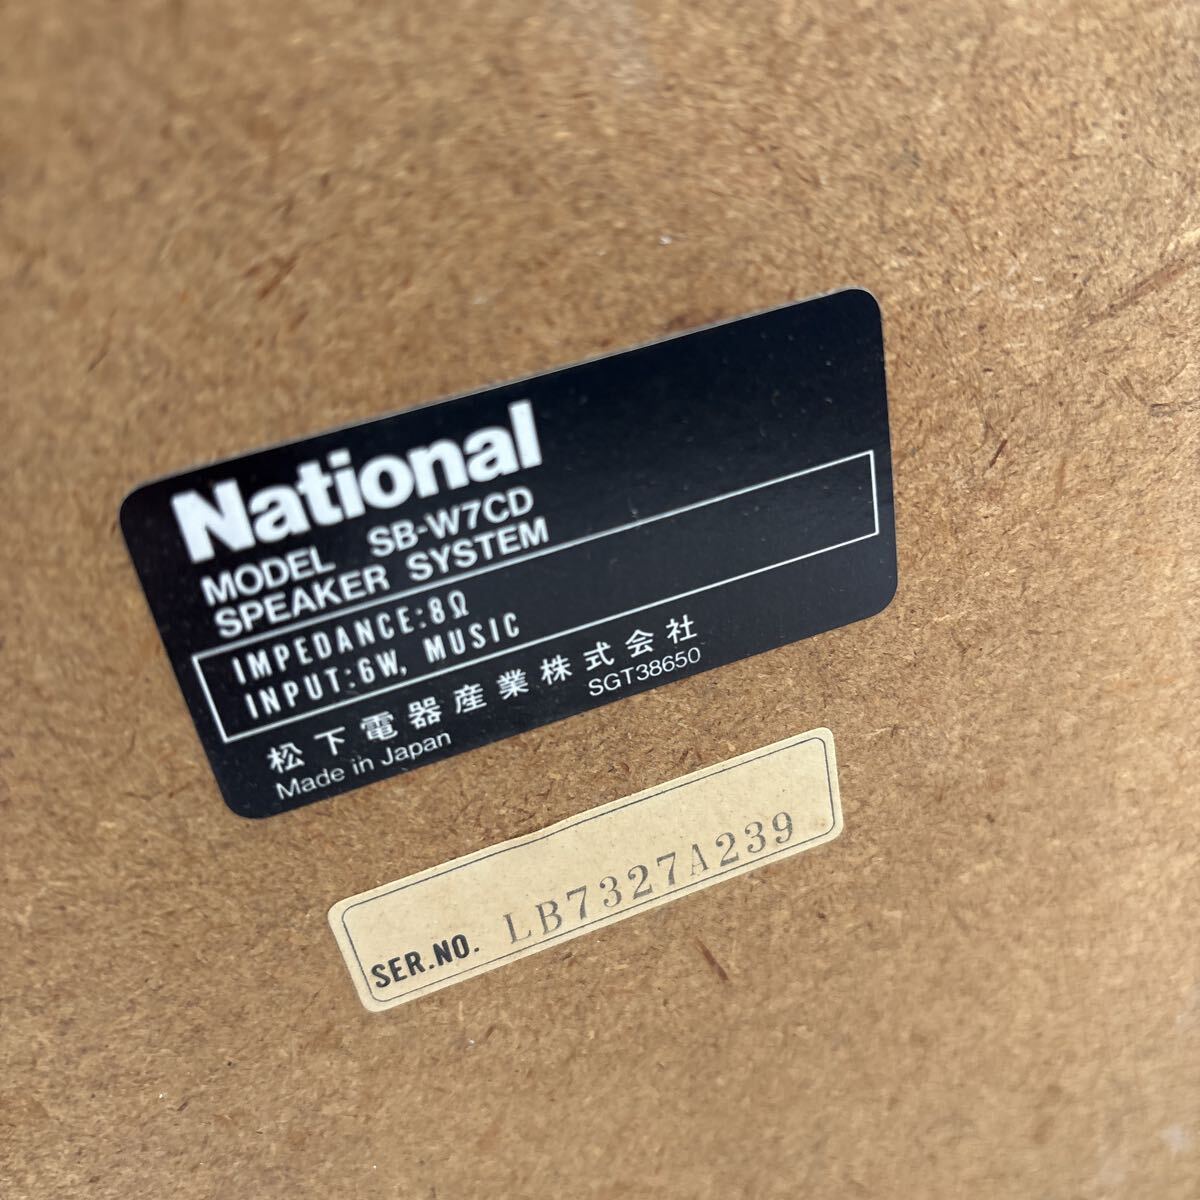 National
MODEL SB-W7CD
SPEAKER SYSTEM
IMPEDANCE:8Ω
INPUT:6W, MUSIC
松下電器産業株式会社
Made in Japan SGT38650
SER.NO. LB7327A239